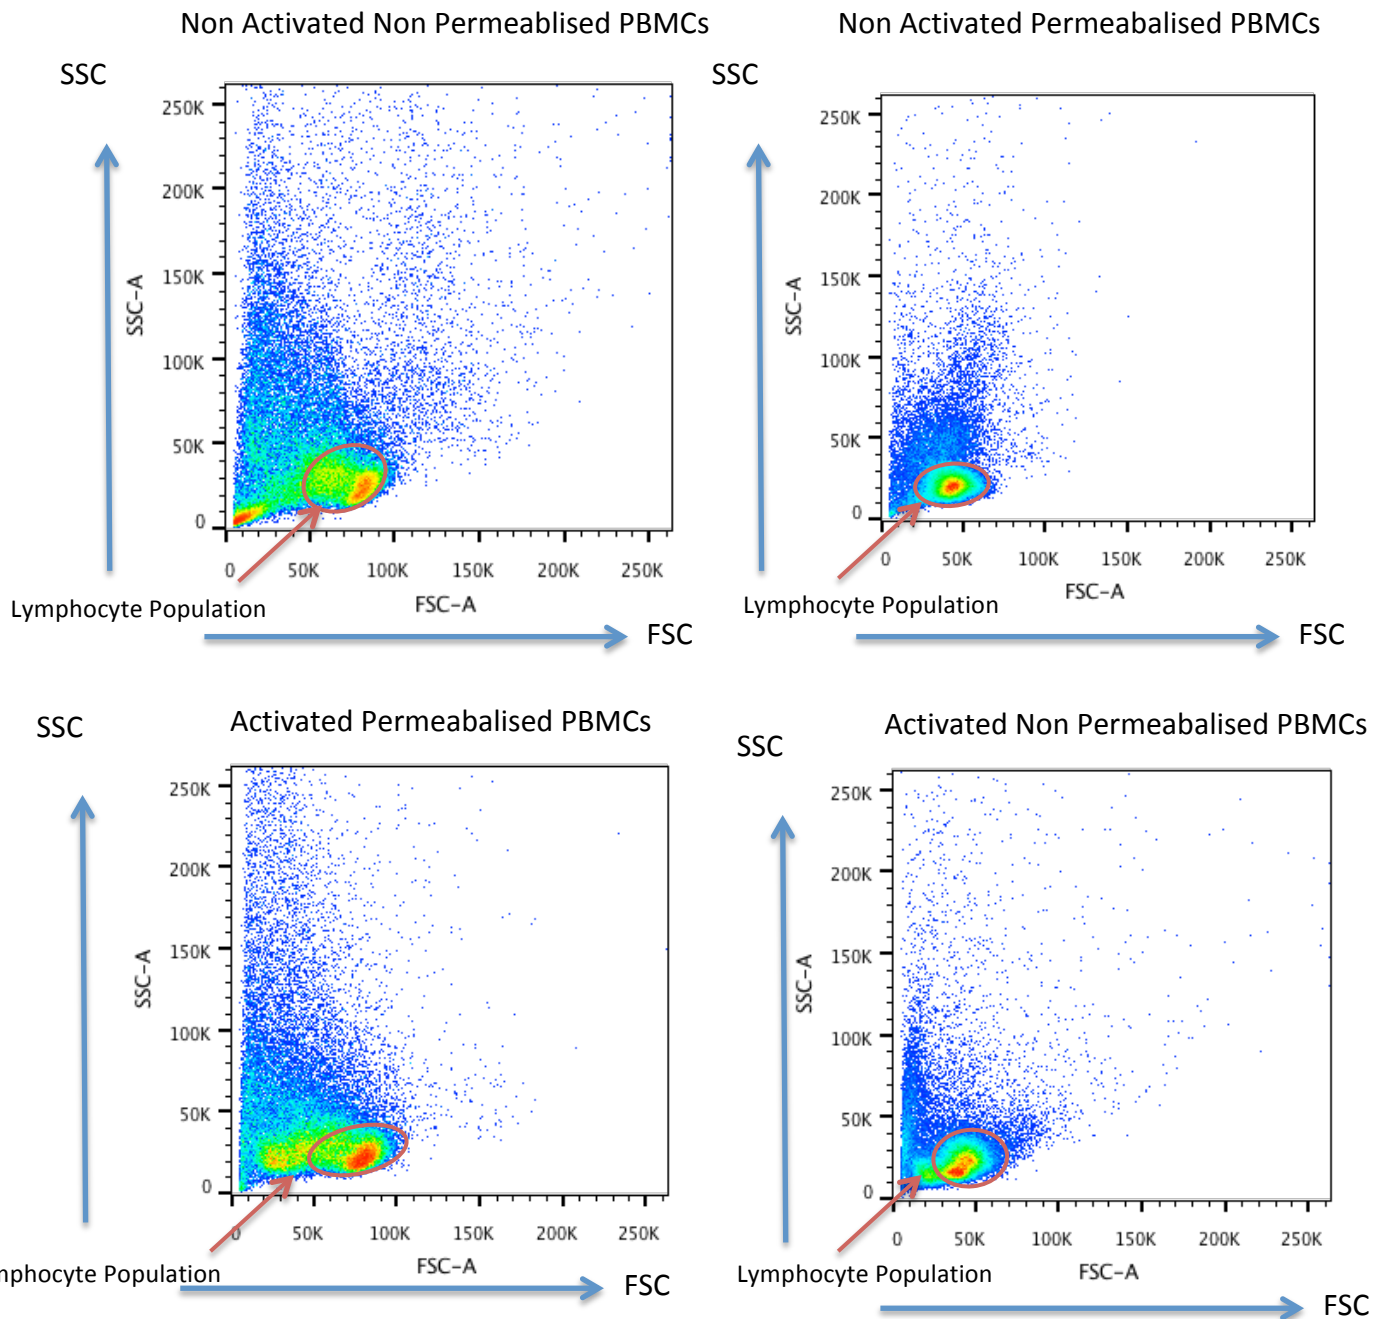 Non Activated Non Permeablised PBMCs
SSC
250K
200K
150K
100K
50K
0
SSC-A
0 50K 100K 150K 200K 250K
FSC-A
Lymphocyte Population
FSC
Non Activated Permeabalised PBMCs
SSC
250K
200K
150K
100K
50K
0
SSC-A
0 50K 100K 150K 200K 250K
FSC-A
Lymphocyte Population
FSC
Activated Permeabalised PBMCs
SSC
250K
200K
150K
100K
50K
0
SSC-A
0 50K 100K 150K 200K 250K
FSC-A
mphocyte Population
FSC
Activated Non Permeabalised PBMCs
SSC
250K
200K
150K
100K
50K
0
SSC-A
0 50K 100K 150K 200K 250K
FSC-A
Lymphocyte Population
FSC